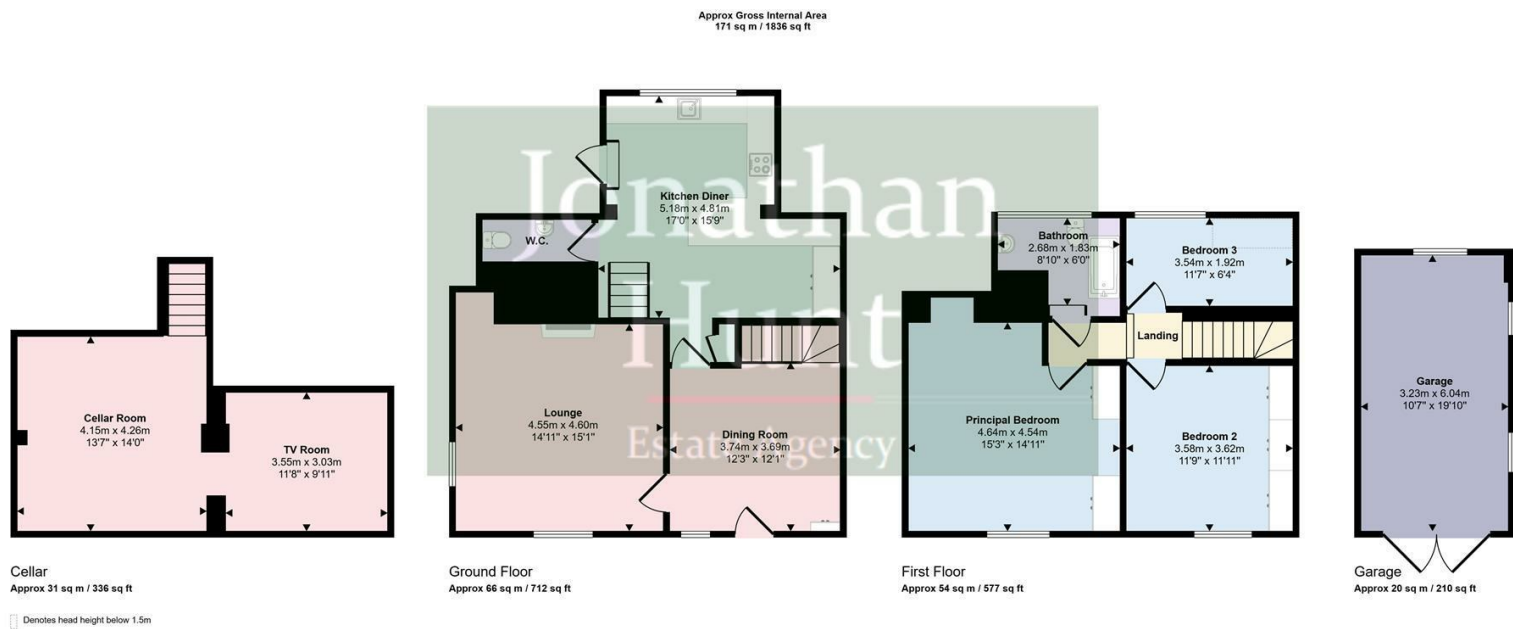 Approx Gross Internal Area
171 sq m / 1836 sq ft
Jonathan
Hunt
Estate Agency
Cellar Room
4.15m x 4.26m
13'7" x 14'0"
TV Room
3.55m x 3.03m
11'8" x 9'11"
Cellar
Approx 31 sq m / 336 sq ft
Denotes head height below 1.5m
Kitchen Diner
5.18m x 4.81m
17'0" x 15'9"
W.C.
Lounge
4.55m x 4.60m
14'11" x 15'1"
Dining Room
3.74m x 3.69m
12'3" x 12'1"
Ground Floor
Approx 66 sq m / 712 sq ft
Bathroom
2.68m x 1.83m
8'10" x 6'0"
Bedroom 3
3.54m x 1.92m
11'7" x 6'4"
Landing
Principal Bedroom
4.64m x 4.54m
15'3" x 14'11"
Bedroom 2
3.58m x 3.62m
11'9" x 11'11"
First Floor
Approx 54 sq m / 577 sq ft
Garage
3.23m x 6.04m
10'7" x 19'10"
Garage
Approx 20 sq m / 210 sq ft